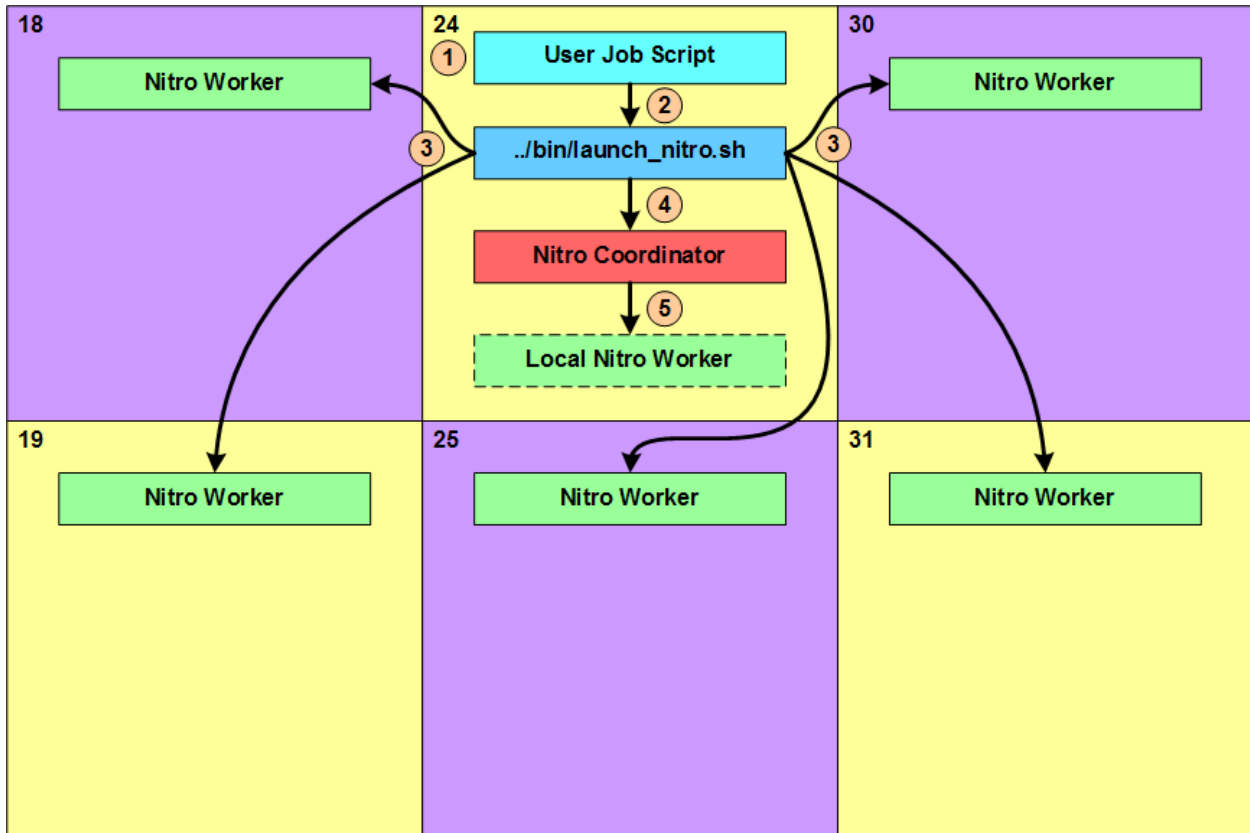 18
24
30
1
User Job Script
Nitro Worker
Nitro Worker
2
3
../bin/launch_nitro.sh
3
4
Nitro Coordinator
5
Local Nitro Worker
19
25
31
Nitro Worker
Nitro Worker
Nitro Worker